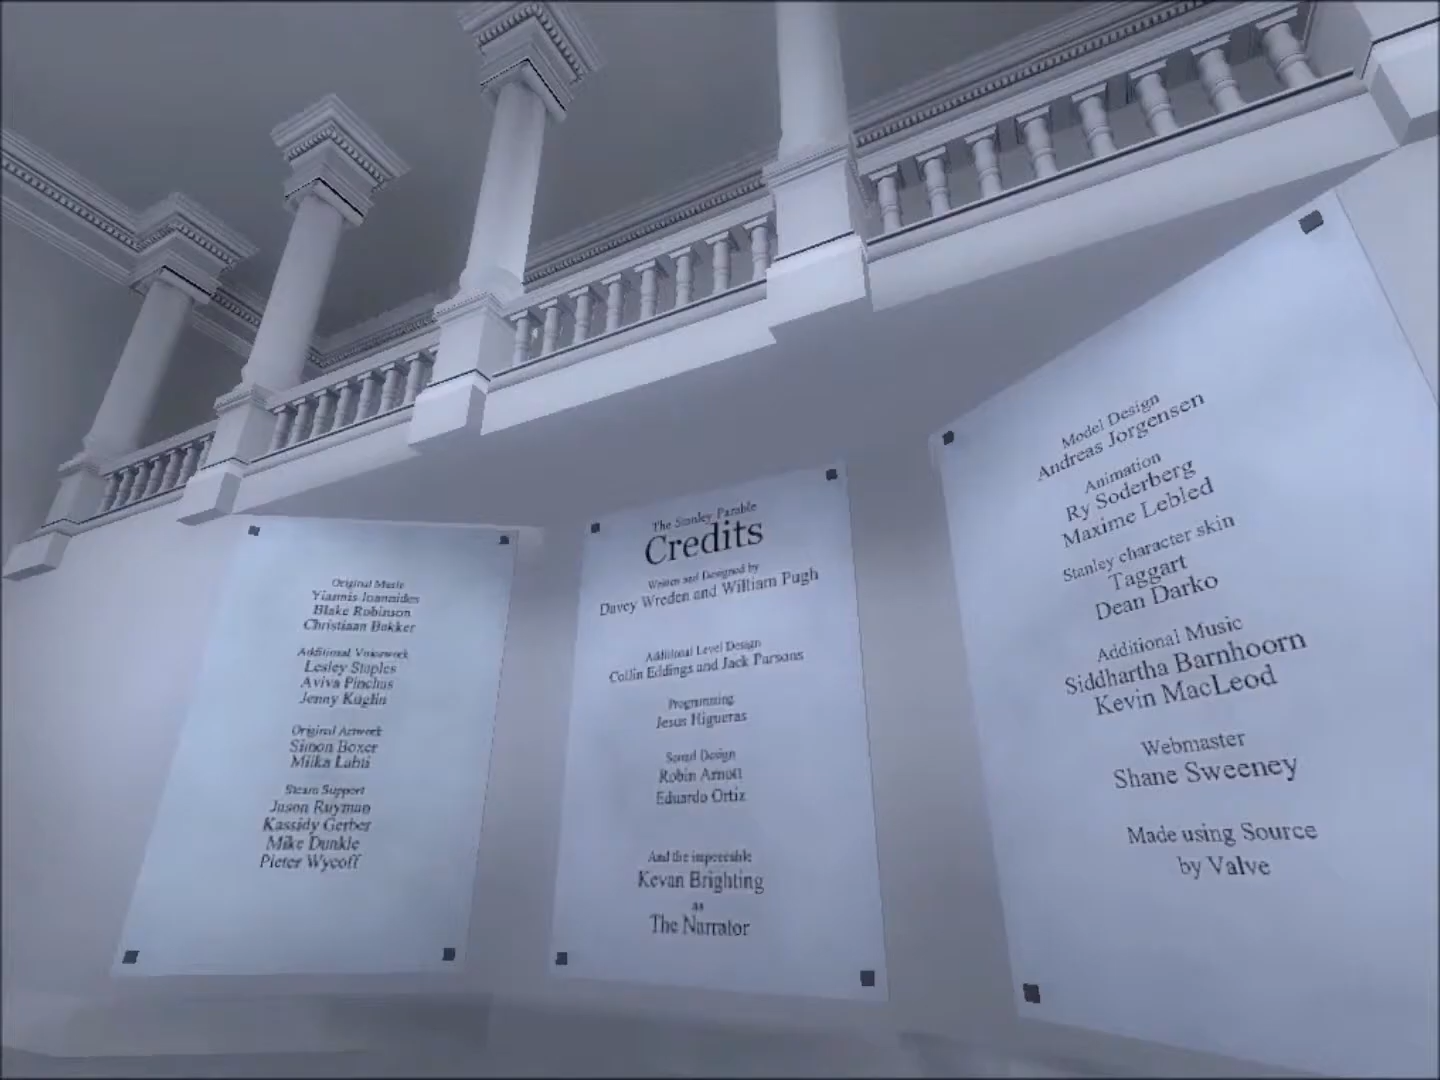 Original Music
Yiannis Ioannides
Blake Robinson
Christiaan Bakker
Additional Voicework
Lesley Staples
Aviva Pinchas
Jenny Kuglin
Original Artwork
Simon Boxer
Miika Lahti
Steam Support
Jason Ruymen
Kassidy Gerber
Mike Dunkle
Pieter Wycoff
The Stanley Parable
Credits
Written and Designed by
Davey Wreden and William Pugh
Additional Level Design
Collin Eddings and Jack Parsons
Programming
Jesus Higueras
Sound Design
Robin Arnott
Eduardo Ortiz
And the impeccable
Kevan Brighting
as
The Narrator
Model Design
Andreas Jorgensen
Animation
Ry Soderberg
Maxime Lebled
Stanley character skin
Taggart
Dean Darko
Additional Music
Siddhartha Barnhoorn
Kevin MacLeod
Webmaster
Shane Sweeney
Made using Source
by Valve